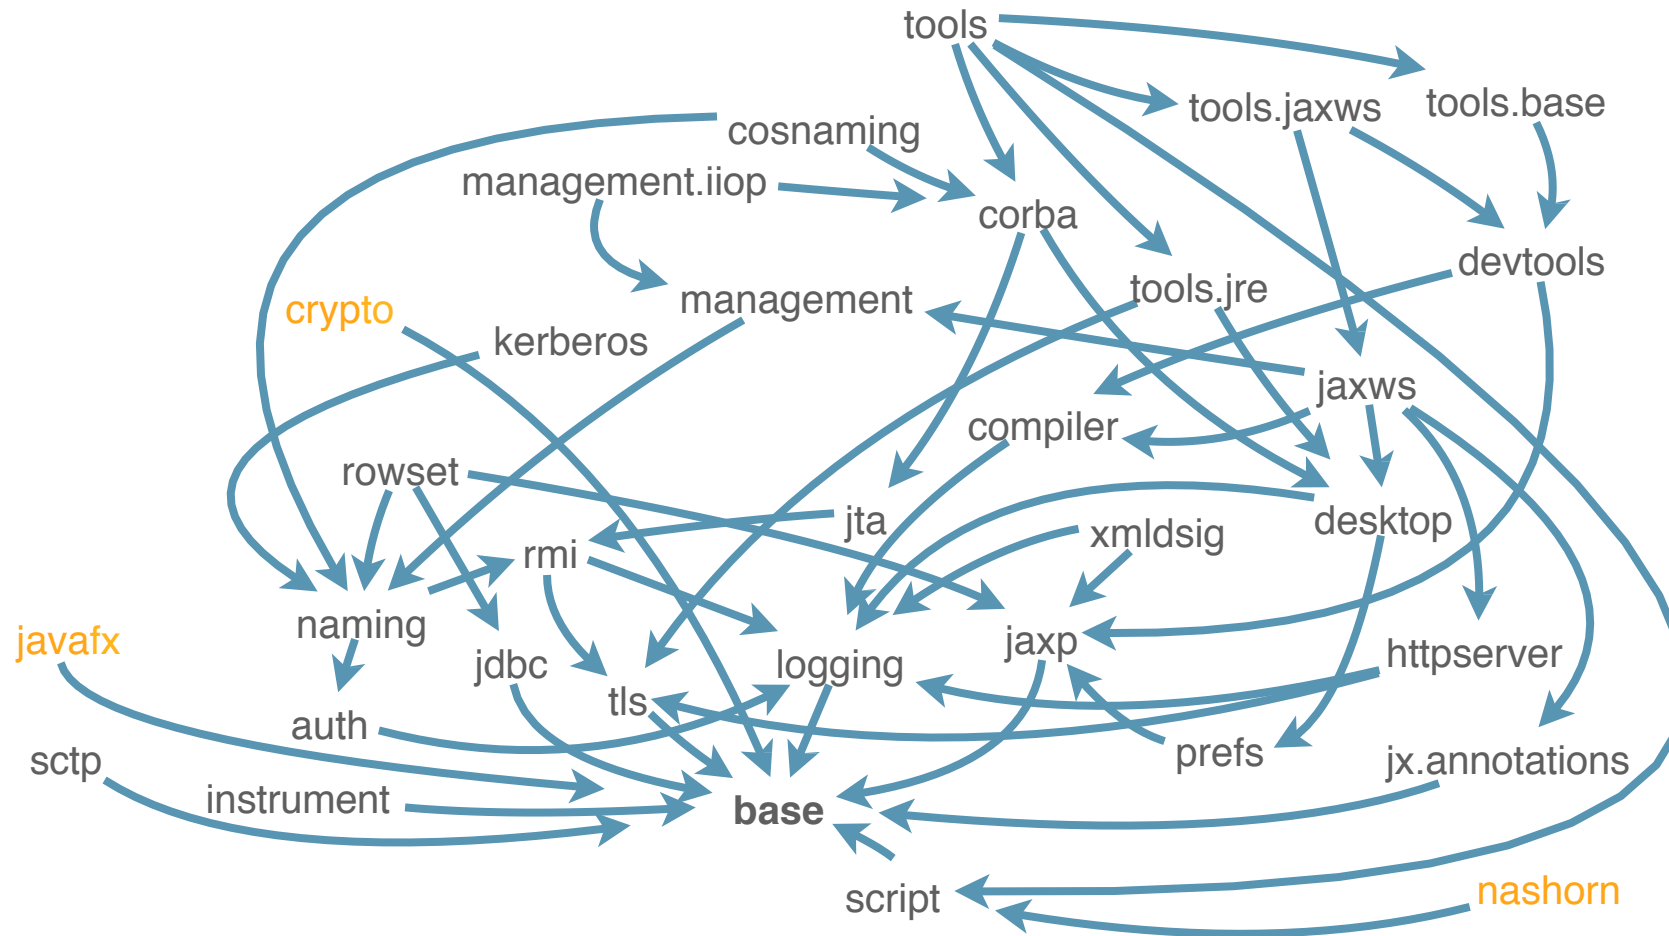 tools
tools.jaxws
tools.base
cosnaming
management.iiop
corba
devtools
tools.jre
management
crypto
kerberos
jaxws
compiler
rowset
jta
desktop
xmldsig
rmi
naming
javafx
jdbc
logging
jaxp
httpserver
tls
auth
prefs
sctp
jx.annotations
instrument
base
script
nashorn